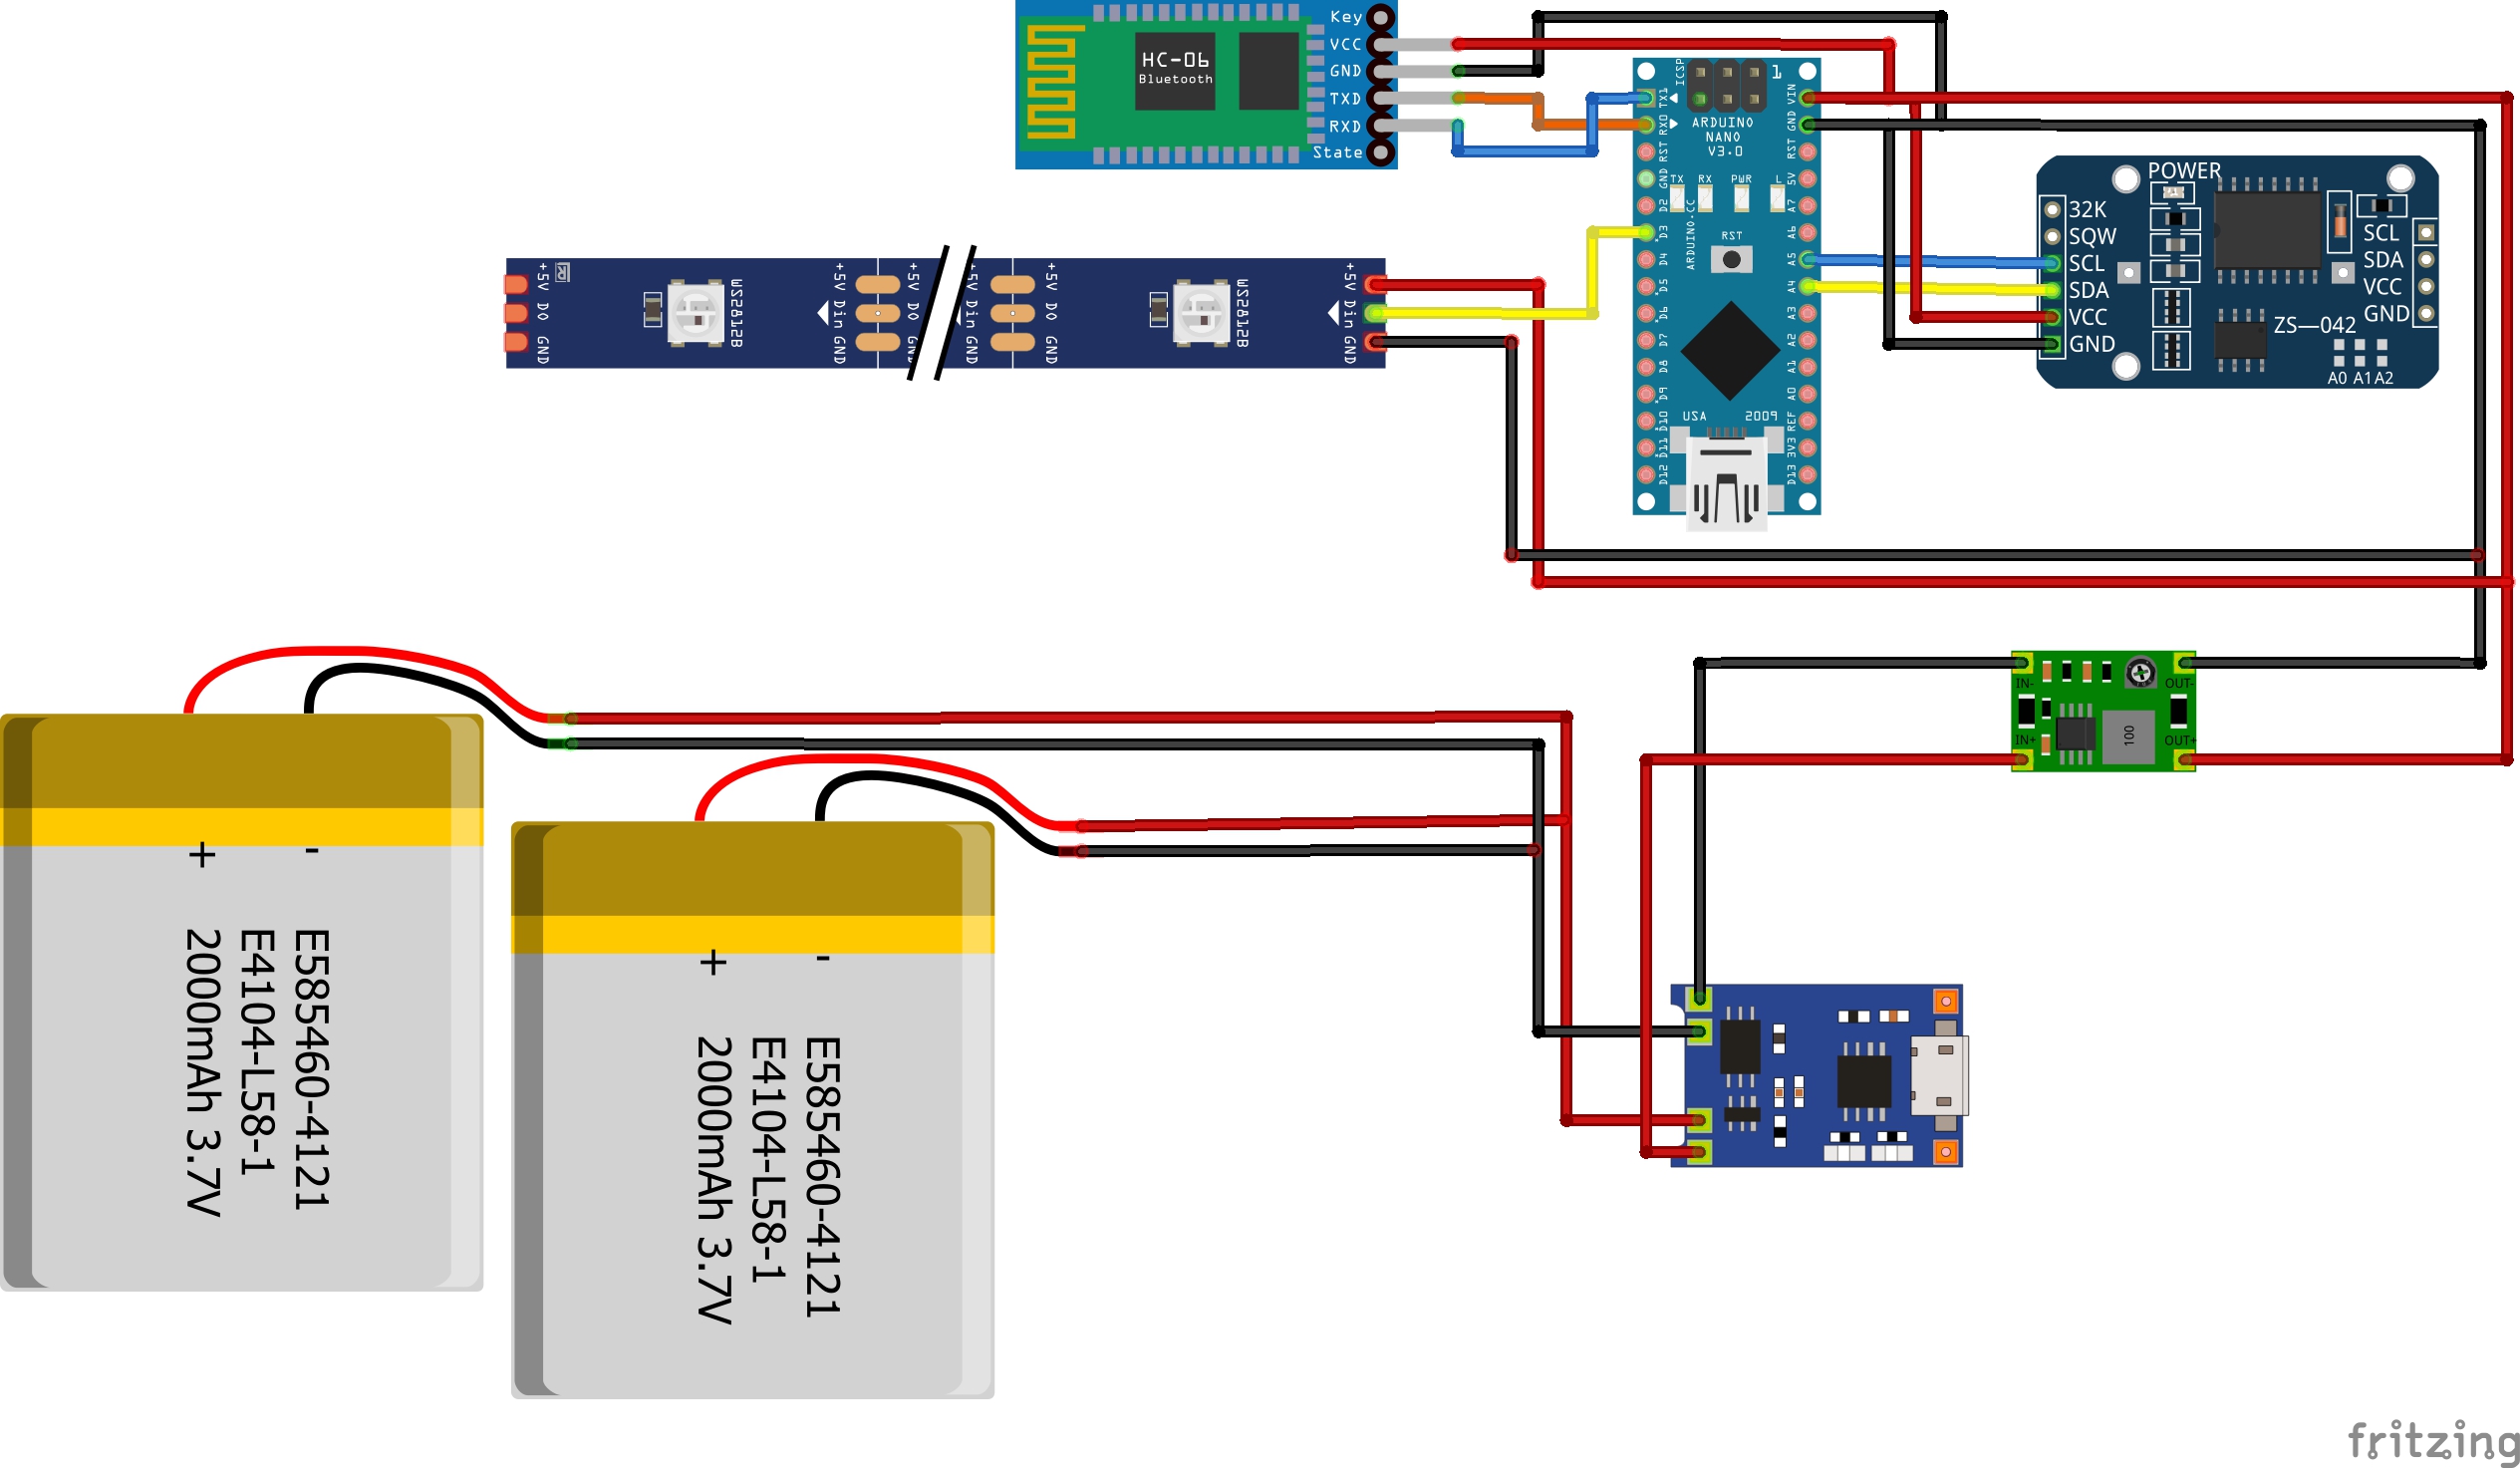 Key
VCC
GND
TXD
RXD
State
HC-06
Bluetooth
ICSP
1
TX1
RX0
RST
GND
D2
D3
D4
D5
D6
D7
D8
D9
D10
D11
D12
VIN
GND
RST
5V
A7
A6
A5
A4
A3
A2
A1
A0
REF
3V3
D13
ARDUINO
NANO
V3.0
TX
RX
PWR
L
ARDUINO.CC
RST
USA
2009
POWER
32K
SQW
SCL
SDA
VCC
GND
SCL
SDA
VCC
GND
ZS—042
A0 A1 A2
+5V DO GND
WS2812B
+5V Din GND
+5V DO GND
+5V Din GND
+5V DO GND
WS2812B
+5V Din GND
IN-
IN+
OUT-
OUT+
100
+ -
E585460-4121
E4104-L58-1
2000mAh 3.7V
+ -
E585460-4121
E4104-L58-1
2000mAh 3.7V
fritzing